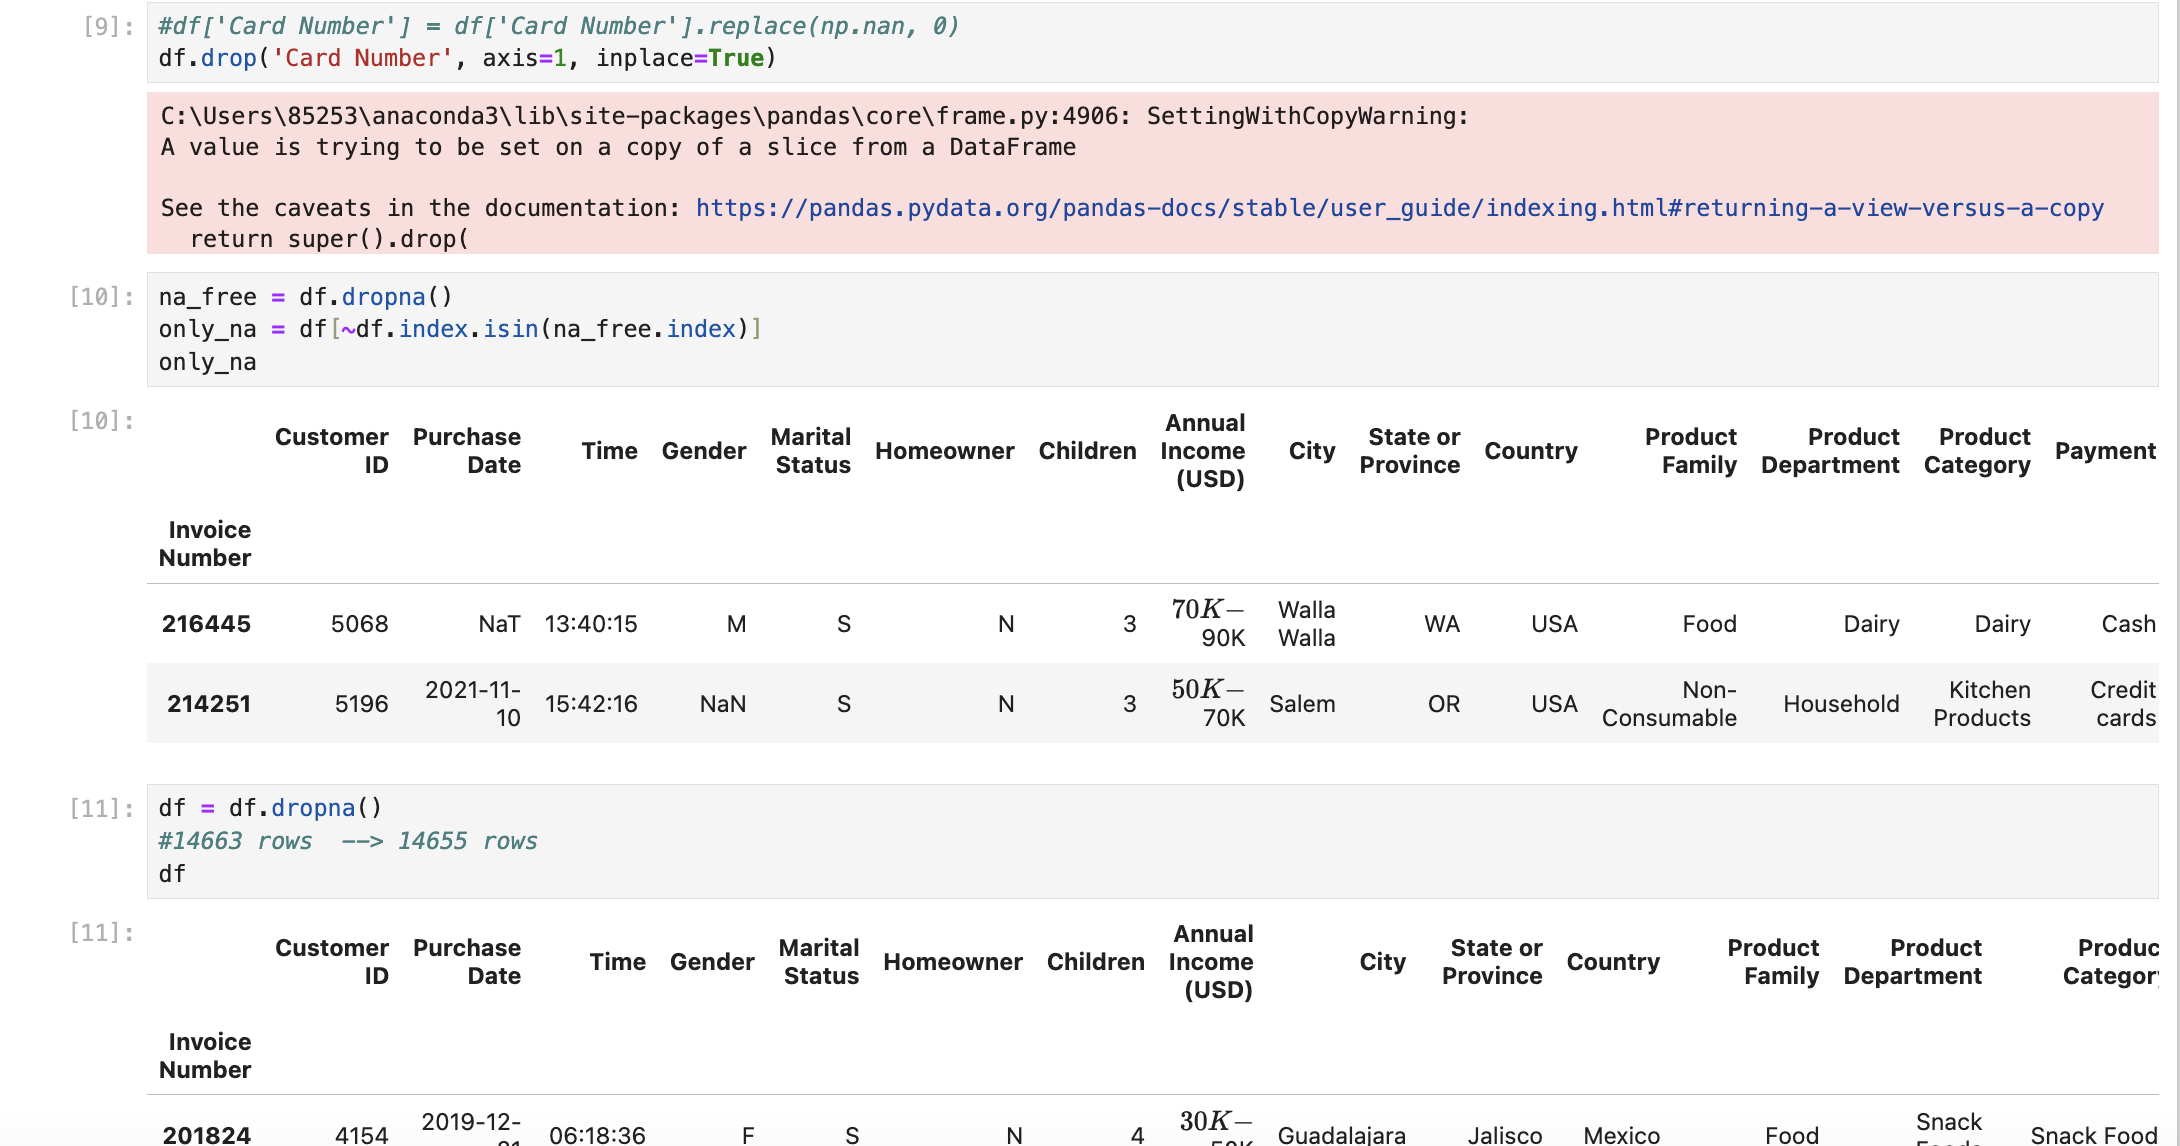 [9]:
#df['Card Number'] = df['Card Number'].replace(np.nan, 0)
df.drop('Card Number', axis=1, inplace=True)
C:\Users\85253\anaconda3\lib\site-packages\pandas\core\frame.py:4906: SettingWithCopyWarning:
A value is trying to be set on a copy of a slice from a DataFrame
See the caveats in the documentation: https://pandas.pydata.org/pandas-docs/stable/user_guide/indexing.html#returning-a-view-versus-a-copy
  return super().drop(
[10]:
na_free = df.dropna()
only_na = df[~df.index.isin(na_free.index)]
only_na
[10]:
Customer ID Purchase Date Time Gender Marital Status Homeowner Children Annual Income (USD) City State or Province Country Product Family Product Department Product Category Payment
Invoice Number
216445 5068 NaT 13:40:15 M S N 3 70K− 90K Walla Walla WA USA Food Dairy Dairy Cash
214251 5196 2021-11-10 15:42:16 NaN S N 3 50K− 70K Salem OR USA Non-Consumable Household Kitchen Products Credit cards
[11]:
df = df.dropna()
#14663 rows  --> 14655 rows
df
[11]:
Customer ID Purchase Date Time Gender Marital Status Homeowner Children Annual Income (USD) City State or Province Country Product Family Product Department Produc Category
Invoice Number
201824 4154 2019-12- 06:18:36 F S N 4 30K− Guadalajara Jalisco Mexico Food Snack Snack Food